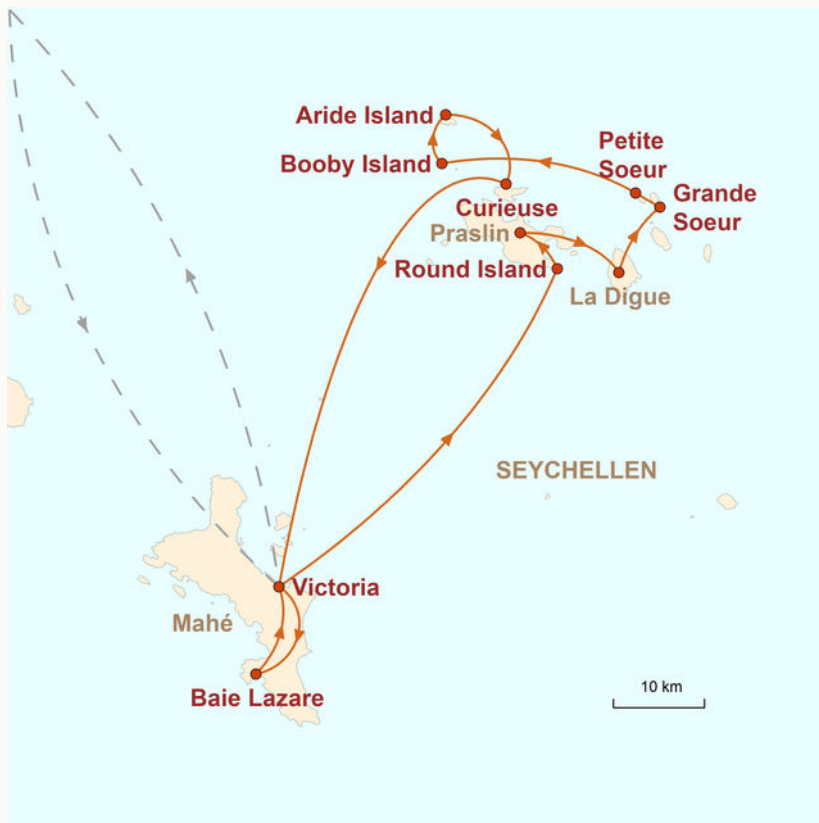 Aride Island
Petite
Soeur
Booby Island
Grande
Soeur
Curieuse
Praslin
Round Island
La Digue
SEYCHELLEN
Victoria
Mahé
Baie Lazare
10 km